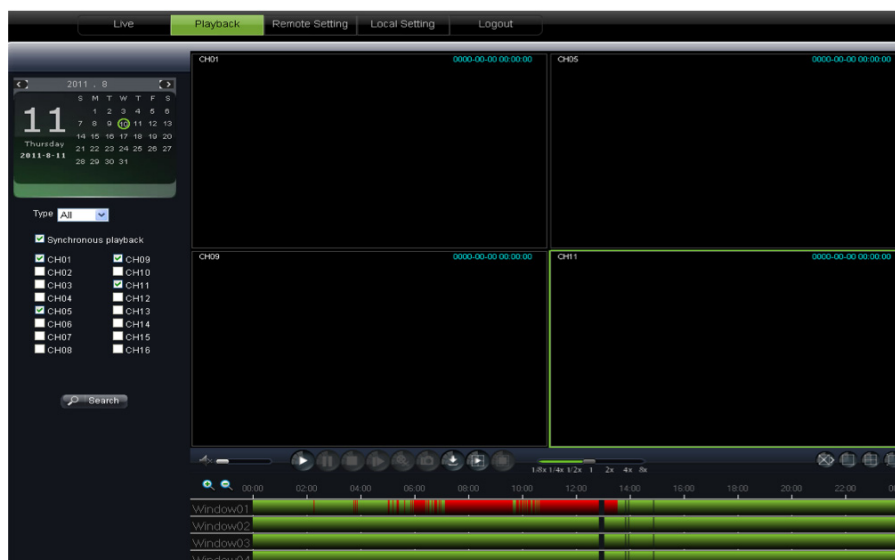 Live Playback Remote Setting Local Setting Logout
2011 . 8
S M T W T F S
1 2 3 4 5 6
7 8 9 10 11 12 13
14 15 16 17 18 19 20
21 22 23 24 25 26 27
28 29 30 31
11
Thursday
2011-8-11
Type All
Synchronous playback
CH01 CH09
CH02 CH10
CH03 CH11
CH04 CH12
CH05 CH13
CH06 CH14
CH07 CH15
CH08 CH16
Search
CH01 0000-00-00 00:00:00
CH05 0000-00-00 00:00:00
CH09 0000-00-00 00:00:00
CH11 0000-00-00 00:00:00
1/8x 1/4x 1/2x 1 2x 4x 8x
00:00 02:00 04:00 06:00 08:00 10:00 12:00 14:00 16:00 18:00 20:00 22:00
Window01
Window02
Window03
Window04